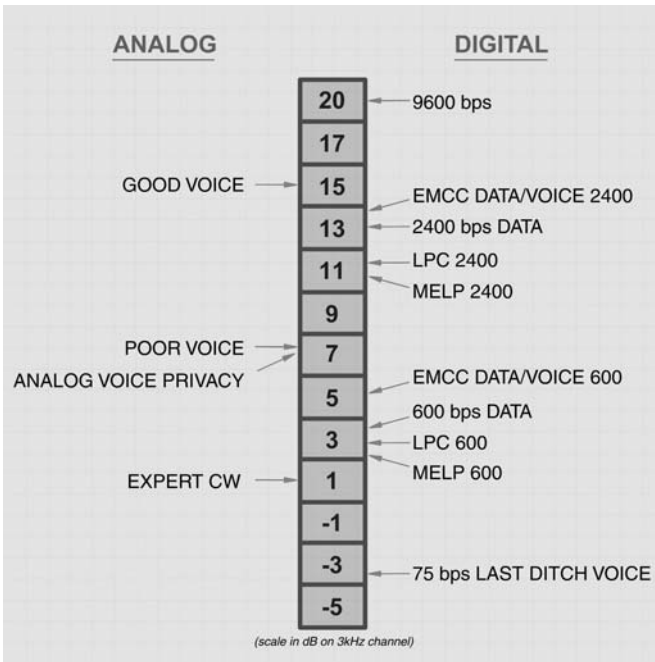 ANALOG
DIGITAL
20
9600 bps
17
GOOD VOICE
15
EMCC DATA/VOICE 2400
13
2400 bps DATA
LPC 2400
11
MELP 2400
9
POOR VOICE
7
ANALOG VOICE PRIVACY
EMCC DATA/VOICE 600
5
600 bps DATA
3
LPC 600
MELP 600
EXPERT CW
1
-1
-3
75 bps LAST DITCH VOICE
-5
(scale in dB on 3kHz channel)